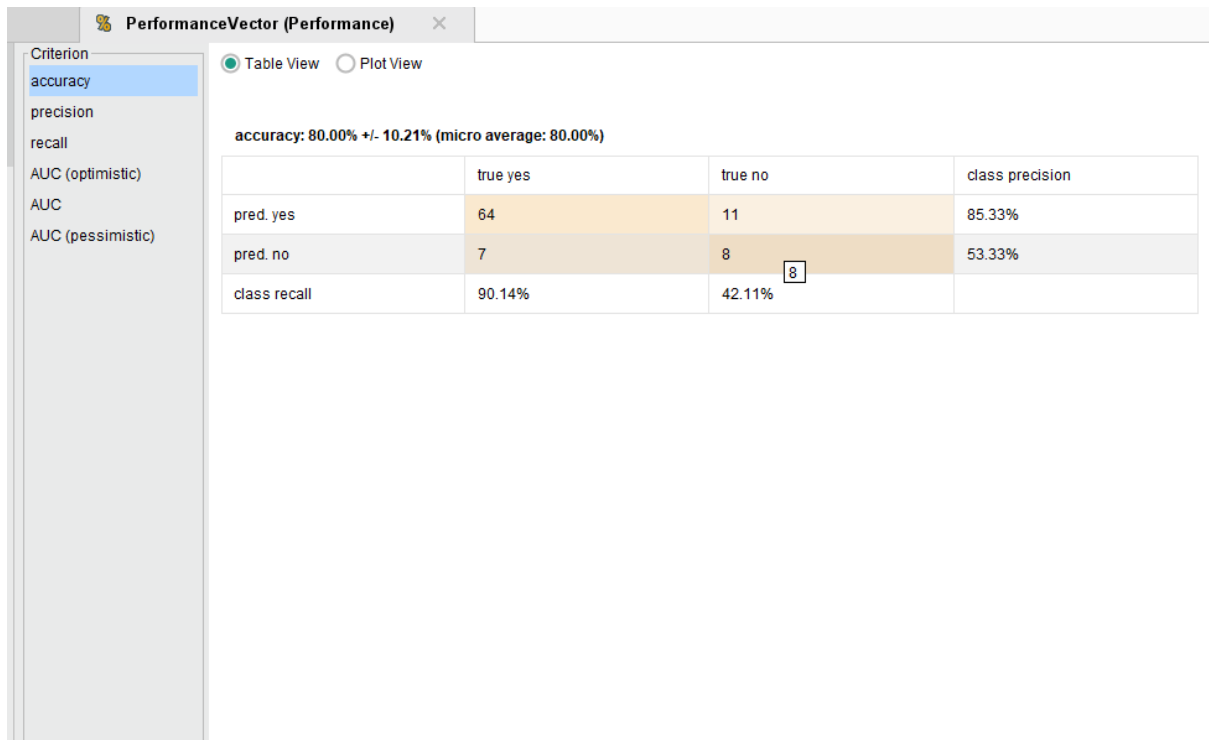 % PerformanceVector (Performance)
Criterion
accuracy
precision
recall
AUC (optimistic)
AUC
AUC (pessimistic)
Table View Plot View
accuracy: 80.00% +/- 10.21% (micro average: 80.00%)
true yes true no class precision
pred. yes 64 11 85.33%
pred. no 7 8 53.33%
8
class recall 90.14% 42.11%